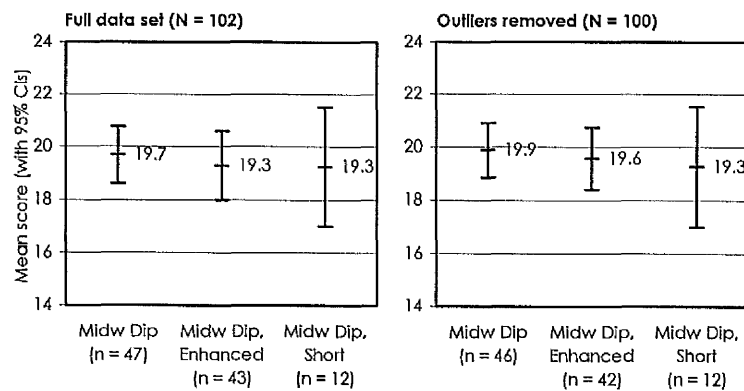 Full data set (N = 102)
Mean score (with 95% CIs)
24
22
20
18
16
14
19.7
19.3
19.3
Midw Dip
(n = 47)
Midw Dip,
Enhanced
(n = 43)
Midw Dip,
Short
(n = 12)
Outliers removed (N = 100)
24
22
20
18
16
14
19.9
19.6
19.3
Midw Dip
(n = 46)
Midw Dip,
Enhanced
(n = 42)
Midw Dip,
Short
(n = 12)